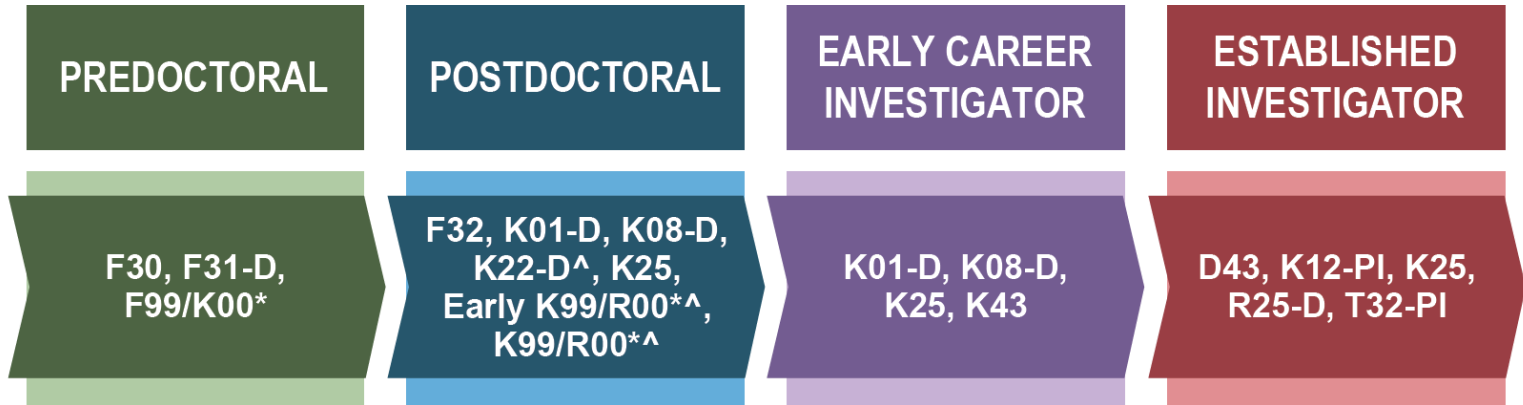 PREDOCTORAL
POSTDOCTORAL
EARLY CAREER
INVESTIGATOR
ESTABLISHED
INVESTIGATOR
F30, F31-D,
F99/K00*
F32, K01-D, K08-D,
K22-D^, K25,
Early K99/R00*^,
K99/R00*^
K01-D, K08-D,
K25, K43
D43, K12-PI, K25,
R25-D, T32-PI